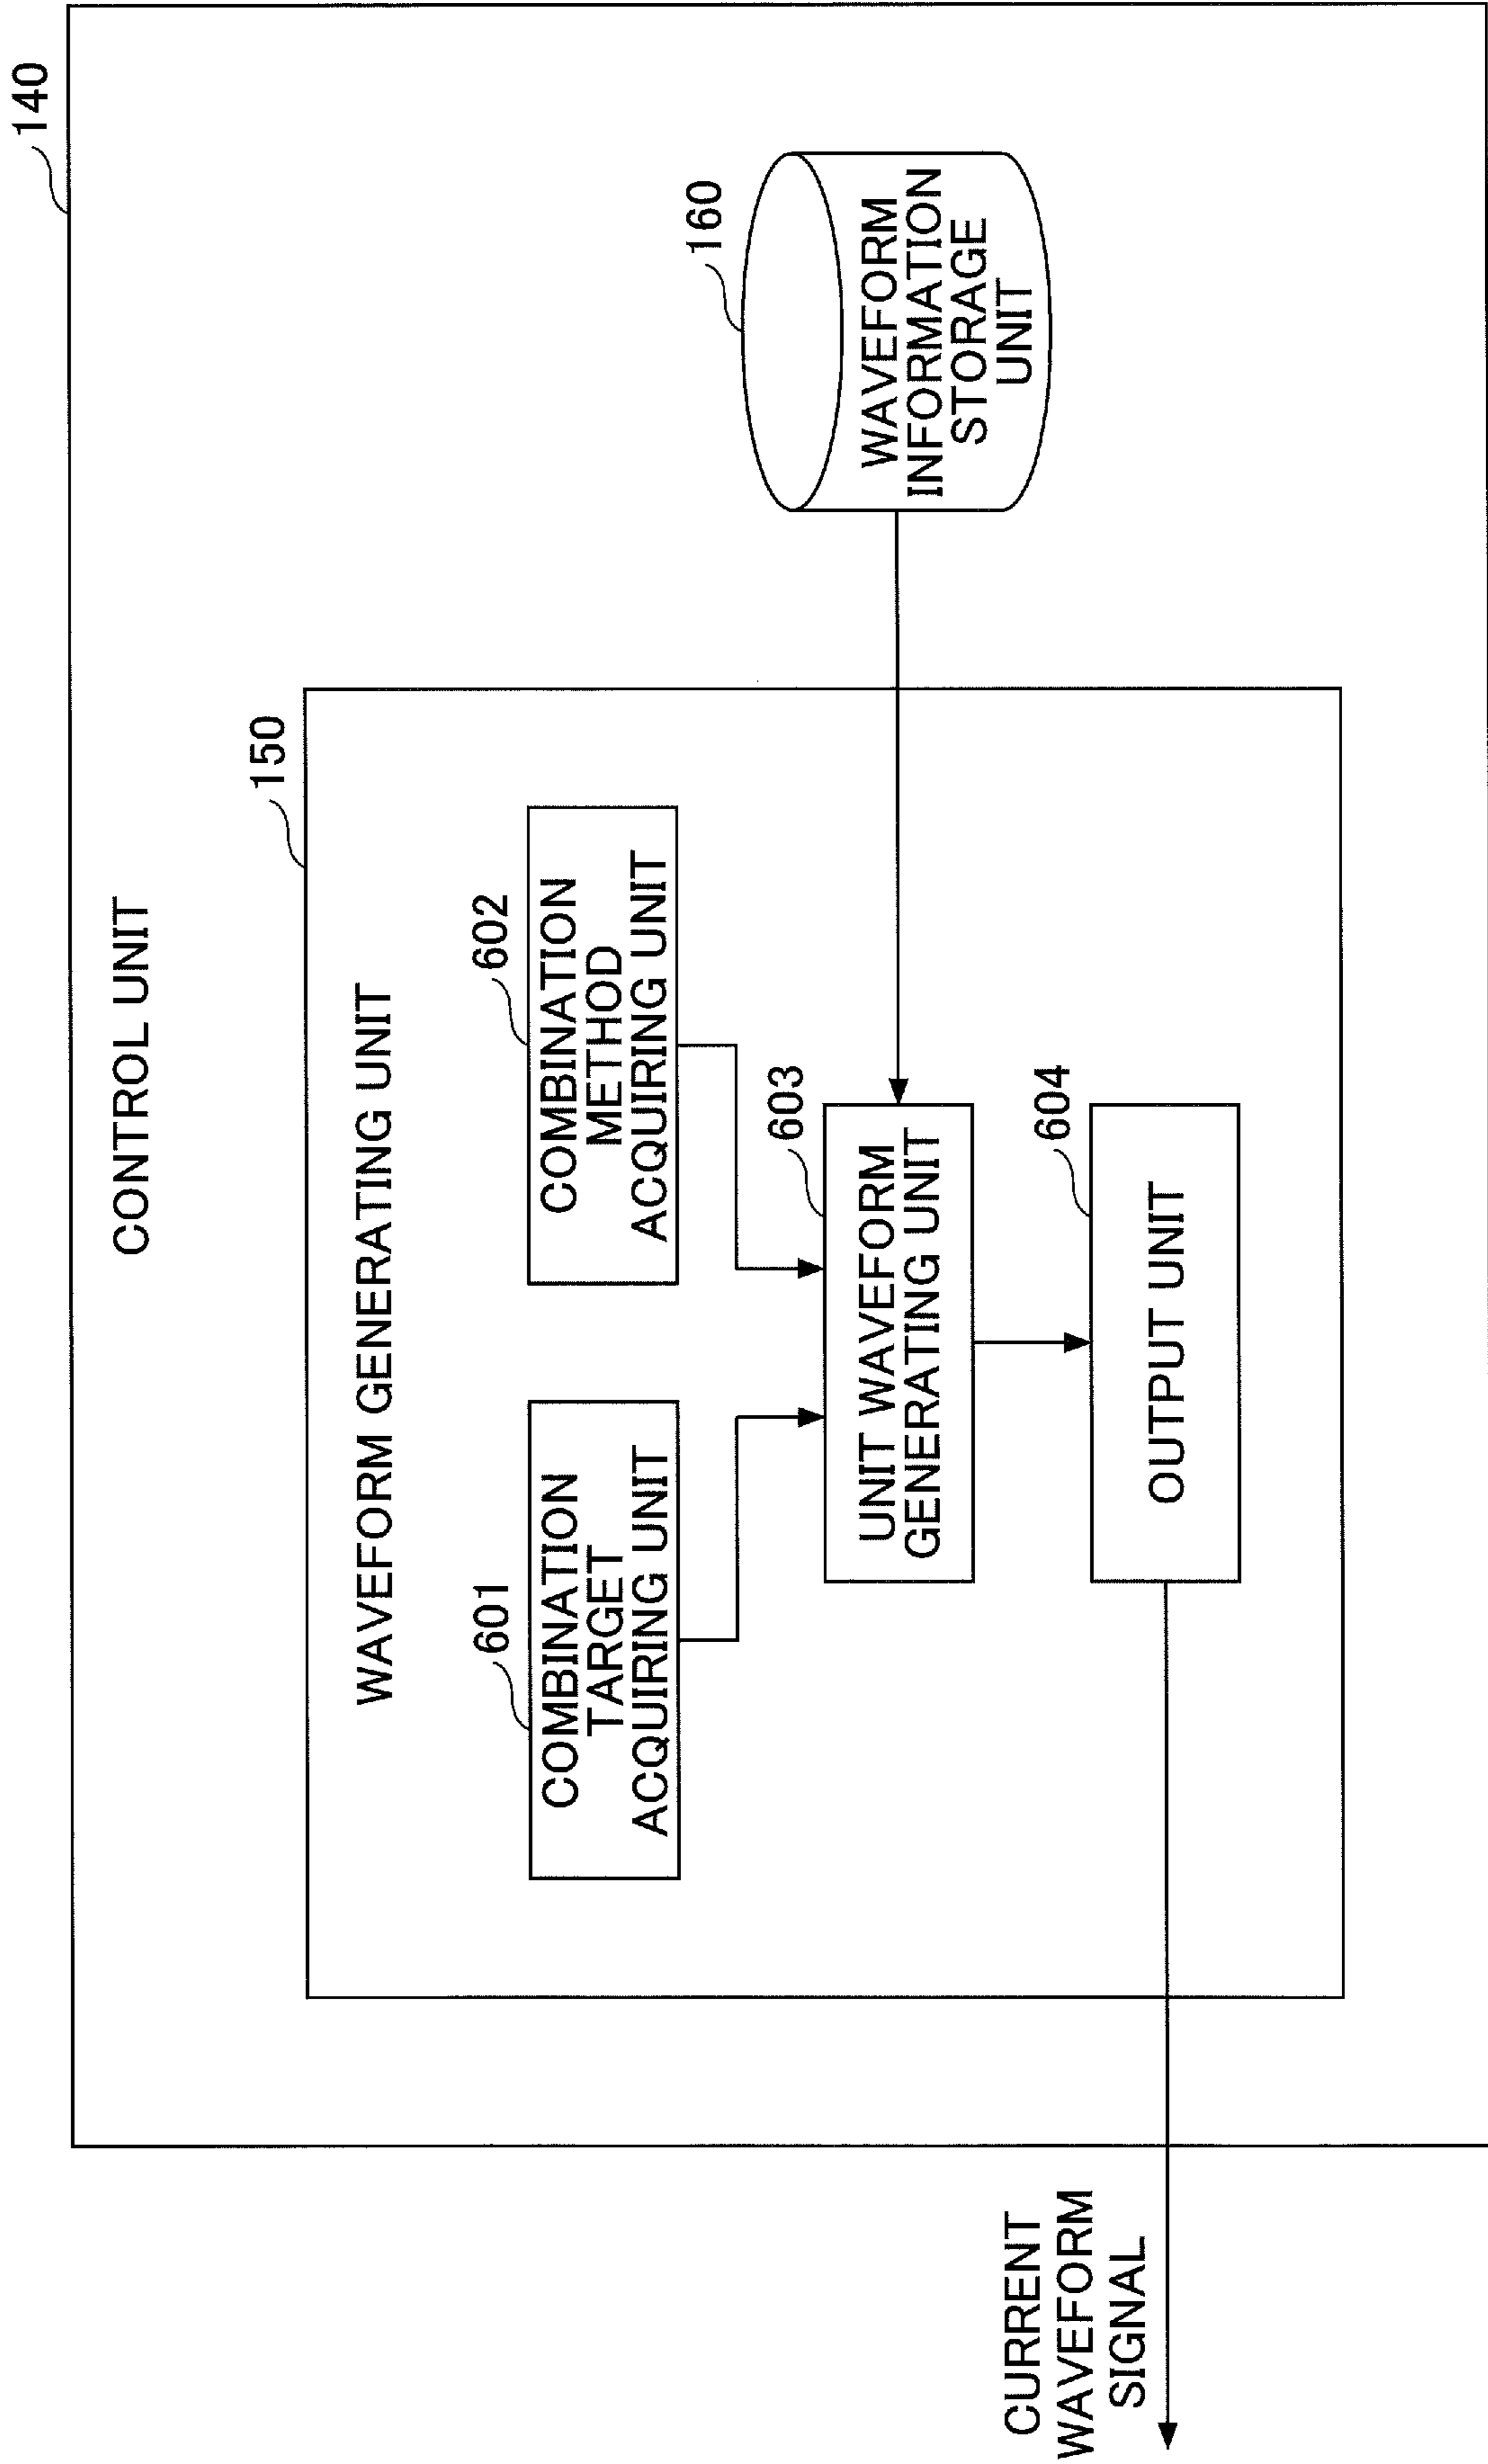 140
CONTROL UNIT
150
WAVEFORM GENERATING UNIT
601
COMBINATION
TARGET
ACQUIRING UNIT
602
COMBINATION
METHOD
ACQUIRING UNIT
160
WAVEFORM
INFORMATION
STORAGE
UNIT
603
UNIT WAVEFORM
GENERATING UNIT
604
OUTPUT UNIT
CURRENT
WAVEFORM
SIGNAL